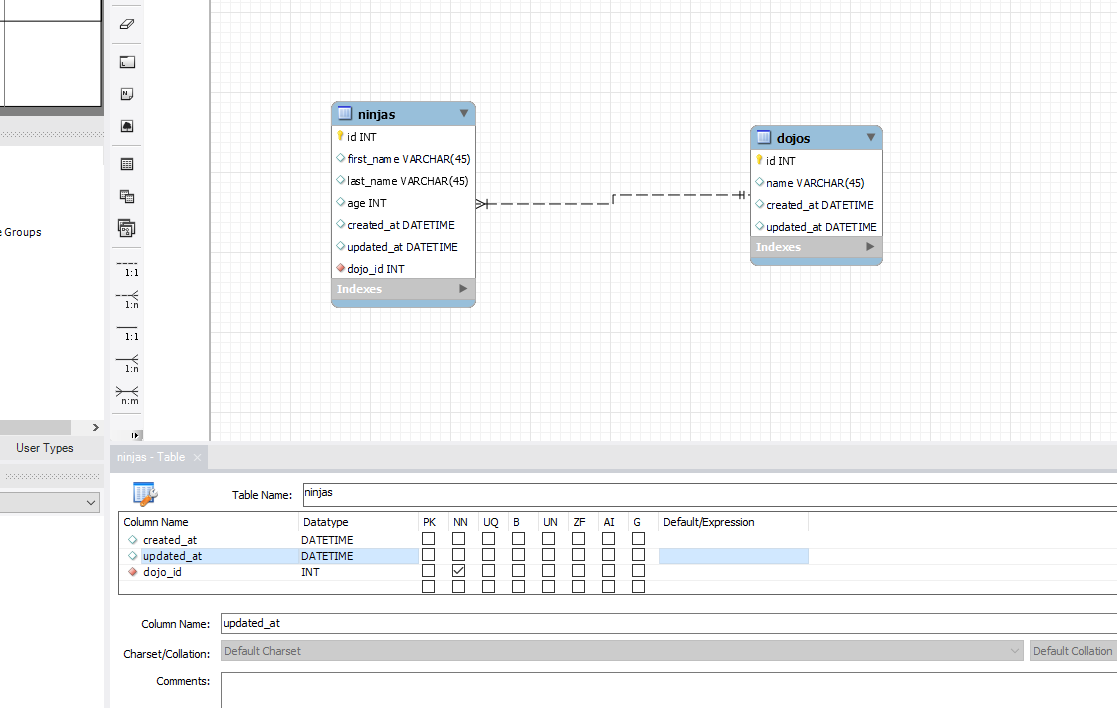 ninjas
id INT
first_name VARCHAR(45)
last_name VARCHAR(45)
age INT
created_at DATETIME
updated_at DATETIME
dojo_id INT
Indexes
dojos
id INT
name VARCHAR(45)
created_at DATETIME
updated_at DATETIME
Indexes
L
N
e Groups
1:1
1:n
1:1
1:n
n:m
User Types
ninjas - Table
Table Name: ninjas
Column Name Datatype PK NN UQ B UN ZF AI G Default/Expression
created_at DATETIME
updated_at DATETIME
dojo_id INT
Column Name: updated_at
Charset/Collation: Default Charset Default Collation
Comments: